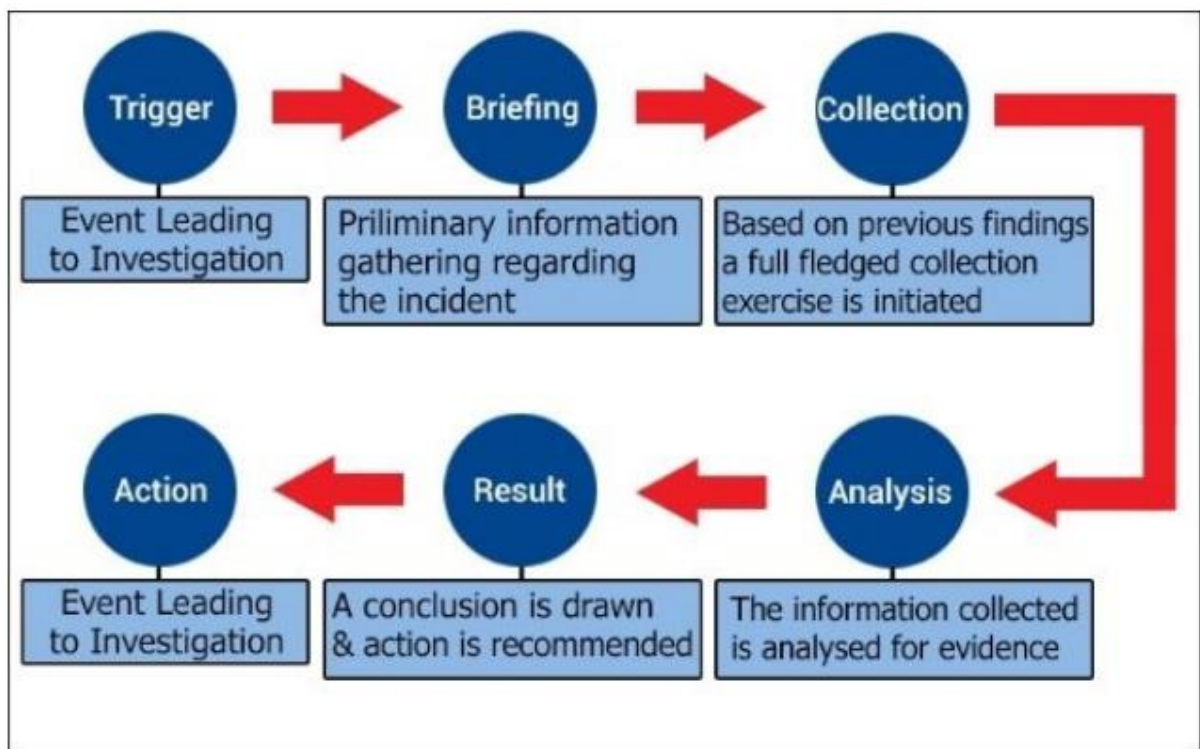 Trigger
Briefing
Collection
Event Leading
to Investigation
Priliminary information
gathering regarding
the incident
Based on previous findings
a full fledged collection
exercise is initiated
Action
Result
Analysis
Event Leading
to Investigation
A conclusion is drawn
& action is recommended
The information collected
is analysed for evidence